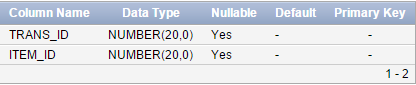 Column Name Data Type Nullable Default Primary Key
TRANS_ID NUMBER(20,0) Yes - -
ITEM_ID NUMBER(20,0) Yes - -
1 - 2